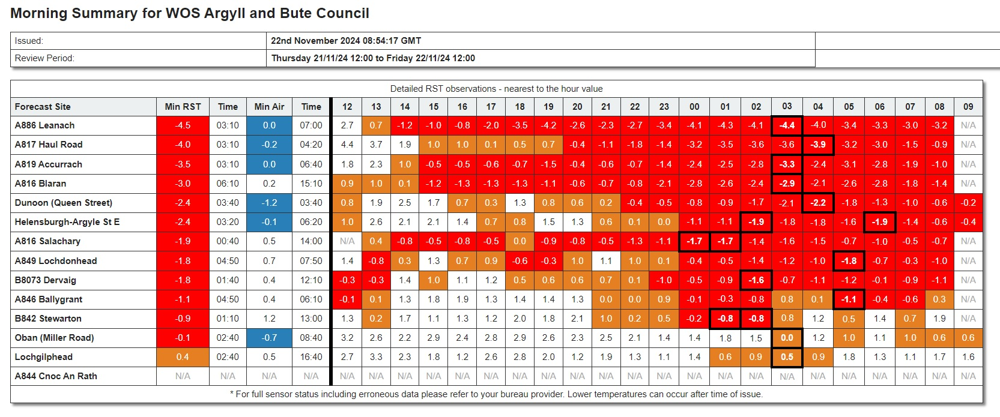 Morning Summary for WOS Argyll and Bute Council
Issued: 22nd November 2024 08:54:17 GMT
Review Period: Thursday 21/11/24 12:00 to Friday 22/11/24 12:00
Detailed RST observations - nearest to the hour value
Forecast Site Min RST Time Min Air Time 12 13 14 15 16 17 18 19 20 21 22 23 00 01 02 03 04 05 06 07 08 09
A886 Leanach -4.5 03:10 0.0 07:00 2.7 0.7 -1.2 -1.0 -0.8 -2.0 -3.5 -4.2 -2.6 -2.3 -2.7 -3.4 -4.1 -4.3 -4.1 -4.4 -4.0 -3.4 -3.3 -3.0 -3.2 N/A
A817 Haul Road -4.0 03:10 -0.2 04:20 4.4 3.7 1.9 1.0 1.0 0.1 0.5 0.7 -0.4 -1.1 -1.8 -1.4 -3.2 -3.5 -3.6 -3.6 -3.9 -3.2 -3.0 -1.5 -0.9 N/A
A819 Accurrach -3.5 03:10 0.0 06:40 1.8 2.3 1.0 -0.5 -0.5 -0.6 -0.7 -1.5 -0.4 -0.6 -0.7 -1.4 -2.4 -2.5 -2.8 -3.3 -2.4 -3.1 -2.8 -1.9 -1.0 N/A
A816 Blaran -3.0 06:10 0.2 15:10 0.9 1.0 0.1 -1.2 -1.3 -1.3 -1.3 -1.1 -0.6 -0.7 -0.8 -2.1 -2.8 -2.6 -2.4 -2.9 -2.1 -2.6 -2.8 -1.8 -1.4 N/A
Dunoon (Queen Street) -2.4 03:40 -1.2 03:40 0.8 1.9 2.5 1.7 0.7 0.3 1.3 0.8 0.6 0.2 -0.4 -0.5 -0.8 -0.9 -1.7 -2.1 -2.2 -1.8 -1.3 -1.0 -0.6 -0.2
Helensburgh-Argyle St E -2.4 03:20 -0.1 06:20 1.0 2.6 2.1 2.1 1.4 0.7 0.8 1.5 1.3 0.6 0.1 0.0 -1.1 -1.1 -1.9 -1.8 -1.8 -1.6 -1.9 -1.4 -0.6 -0.4
A816 Salachary -1.9 00:40 0.5 14:00 N/A 0.4 -0.8 -0.5 -0.8 -0.5 0.0 -0.9 -0.8 -0.5 -1.3 -1.1 -1.7 -1.7 -1.4 -1.6 -1.5 -0.7 -1.0 -0.5 -0.7 N/A
A849 Lochdonhead -1.8 04:50 0.7 07:50 1.4 -0.8 0.3 1.3 0.7 0.9 -0.6 -0.3 1.0 1.1 1.0 0.1 -0.4 -0.5 -1.4 -1.2 -1.0 -1.8 -0.7 -0.3 -1.0 N/A
B8073 Dervaig -1.8 01:40 0.4 12:10 -0.3 -0.3 1.4 1.0 1.1 1.2 0.5 0.6 0.6 0.7 0.1 -1.0 -0.5 -0.9 -1.6 -0.7 -1.1 -1.2 -0.1 -0.9 -1.1 N/A
A846 Ballygrant -1.1 04:50 0.4 06:10 -0.1 0.1 1.3 1.8 1.9 1.3 1.4 1.4 1.3 0.0 0.0 0.9 -0.1 -0.3 -0.8 0.8 0.1 -1.1 -0.4 -0.6 0.3 N/A
B842 Stewarton -0.9 01:10 1.2 13:00 1.3 0.2 1.7 1.1 1.3 1.2 2.0 1.8 2.1 1.0 0.2 0.5 -0.2 -0.8 -0.8 0.8 1.2 0.5 1.4 0.7 1.9 N/A
Oban (Miller Road) -0.1 02:40 -0.7 08:40 3.2 2.6 2.2 2.9 2.4 2.8 2.9 2.6 2.3 2.5 2.1 1.4 1.4 1.8 1.5 0.0 1.2 1.0 1.1 1.0 0.6 0.6
Lochgilphead 0.4 02:40 0.5 16:40 2.7 3.3 2.3 1.8 1.2 2.6 2.8 2.0 1.2 1.9 1.3 1.1 1.4 0.6 0.9 0.5 0.9 1.8 1.3 1.1 1.7 1.6
A844 Cnoc An Rath N/A N/A N/A N/A N/A N/A N/A N/A N/A N/A N/A N/A N/A N/A N/A N/A N/A N/A N/A N/A N/A N/A N/A N/A N/A N/A
* For full sensor status including erroneous data please refer to your bureau provider. Lower temperatures can occur after time of issue.